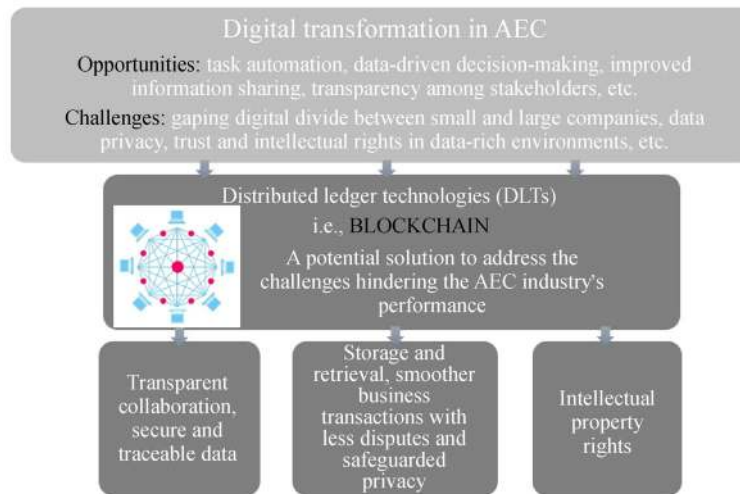 Digital transformation in AEC
Opportunities: task automation, data-driven decision-making, improved
information sharing, transparency among stakeholders, etc.
Challenges: gaping digital divide between small and large companies, data
privacy, trust and intellectual rights in data-rich environments, etc.
Distributed ledger technologies (DLTs)
i.e., BLOCKCHAIN
A potential solution to address the
challenges hindering the AEC industry's
performance
Transparent
collaboration,
secure and
traceable data
Storage and
retrieval, smoother
business
transactions with
less disputes and
safeguarded
privacy
Intellectual
property
rights